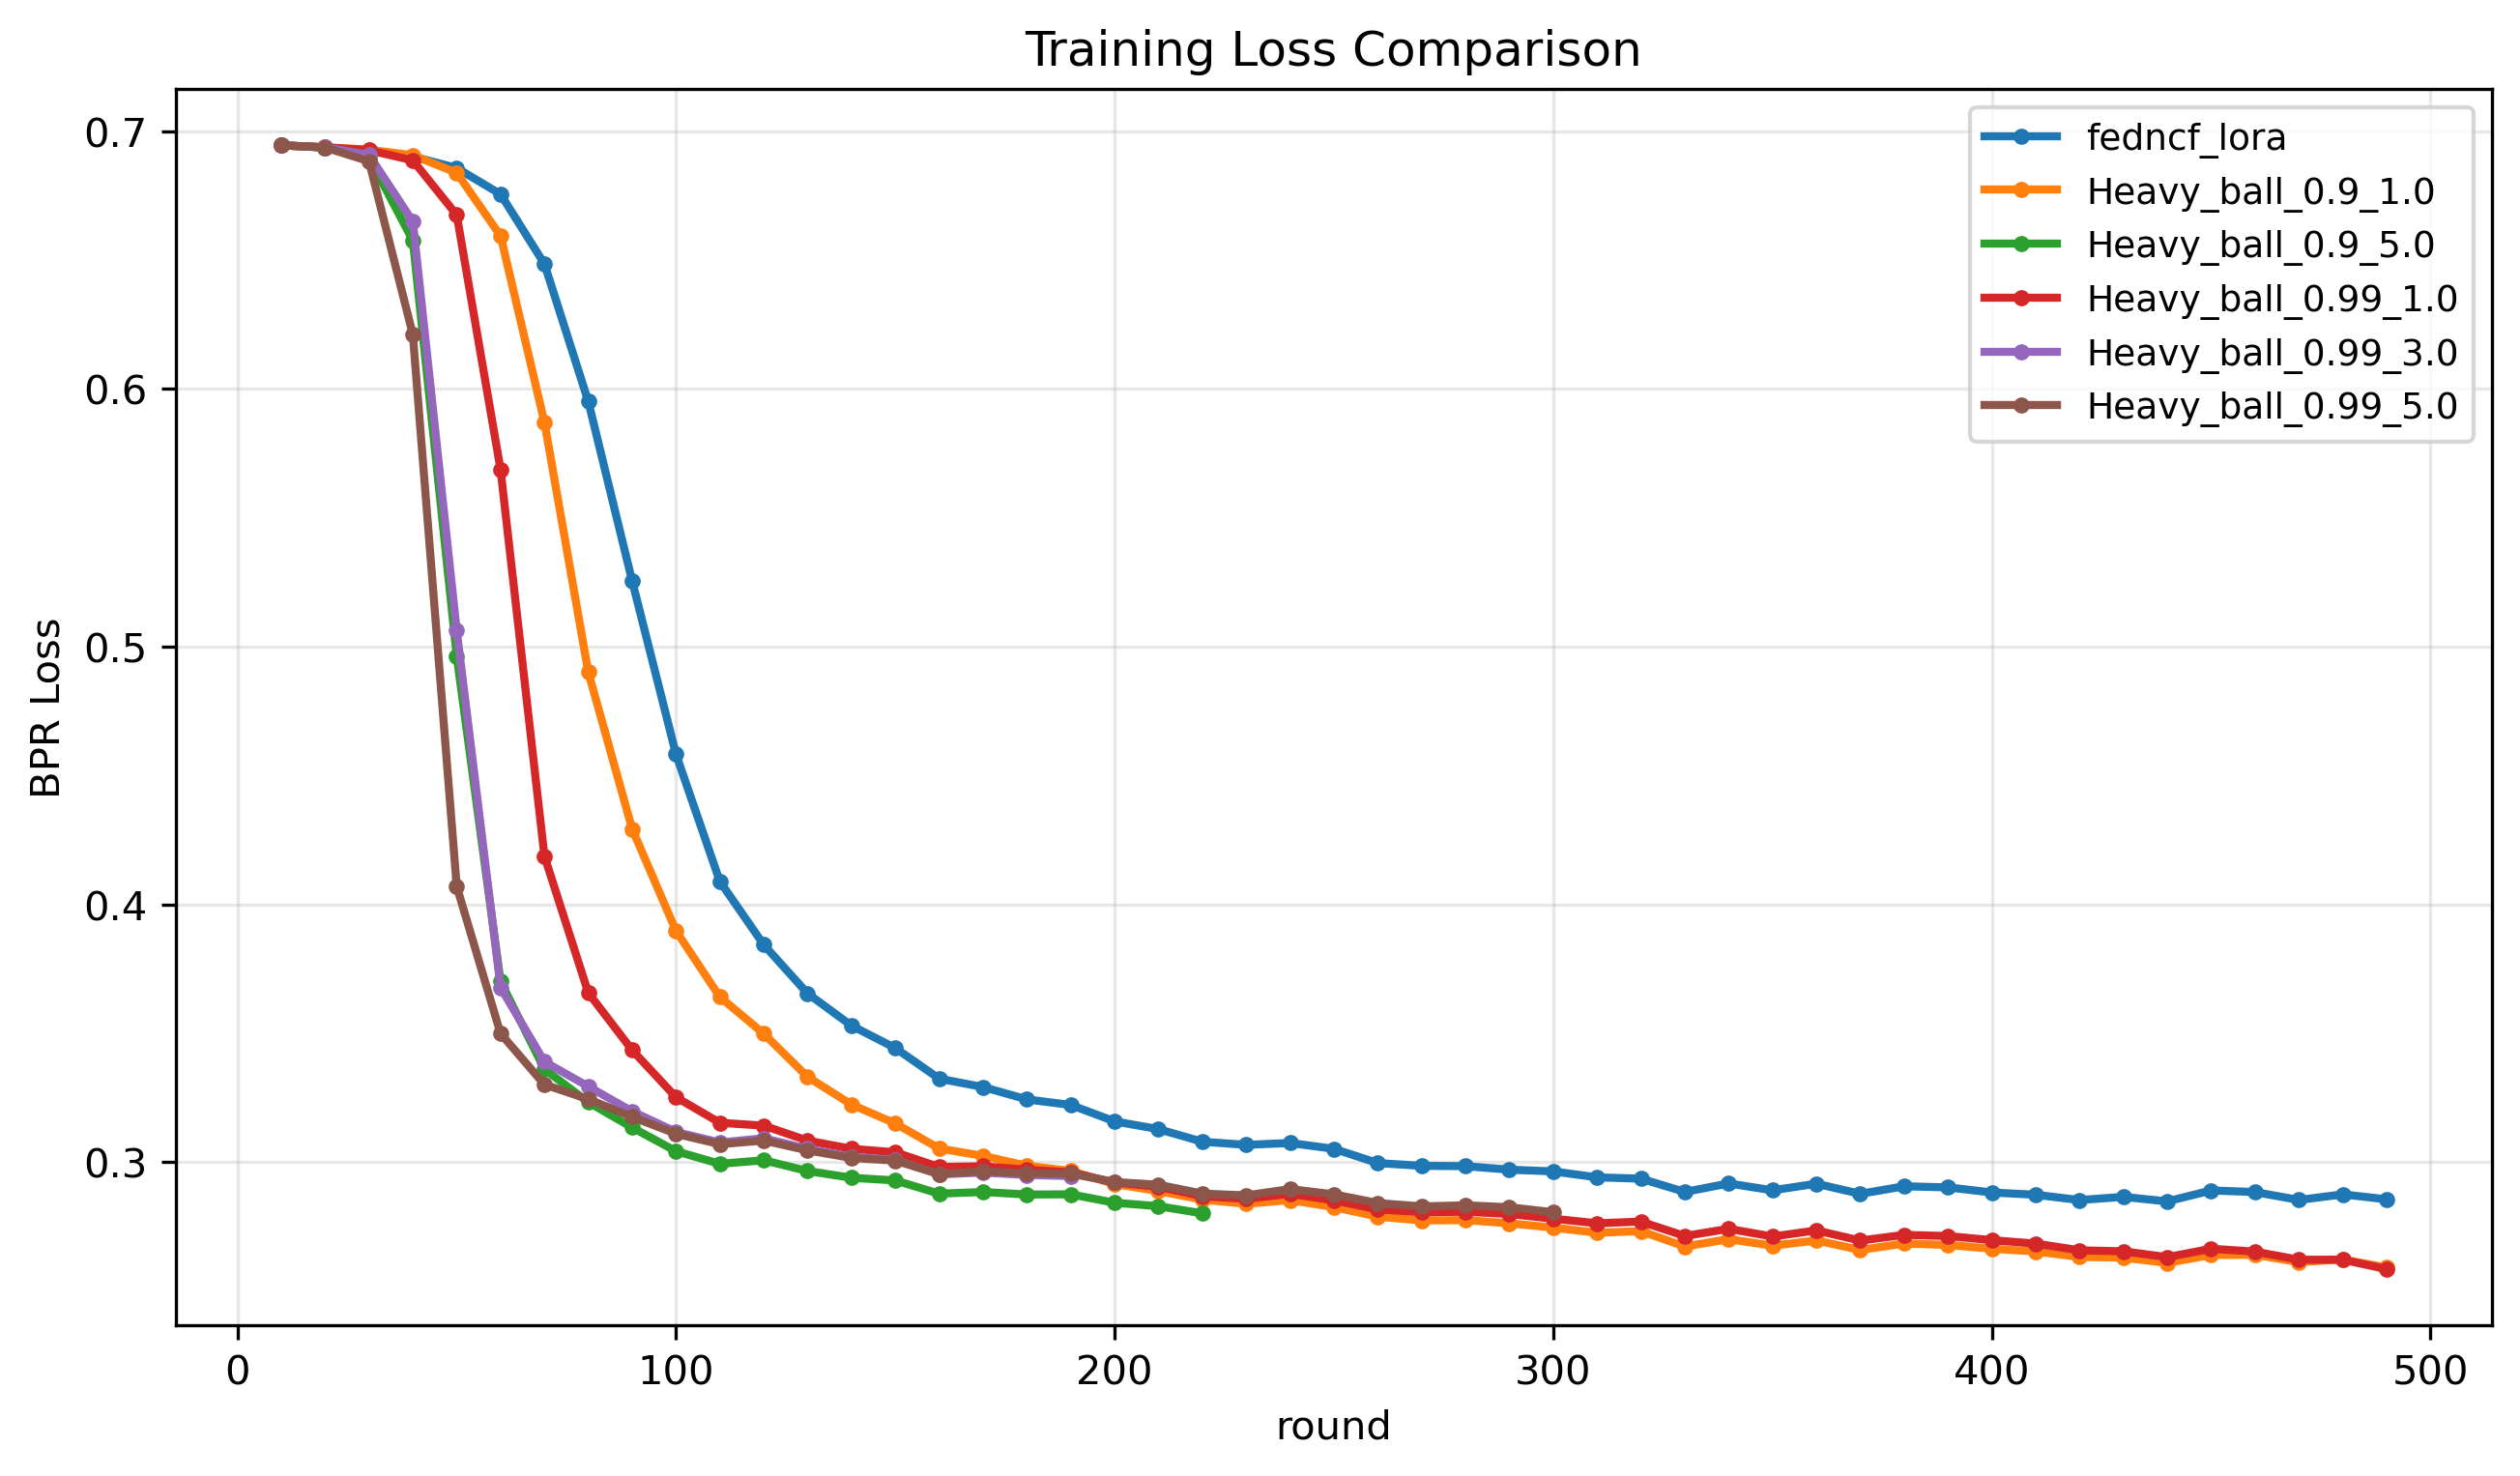 Training Loss Comparison
fedncf_lora
Heavy_ball_0.9_1.0
Heavy_ball_0.9_5.0
Heavy_ball_0.99_1.0
Heavy_ball_0.99_3.0
Heavy_ball_0.99_5.0
BPR Loss
0.7
0.6
0.5
0.4
0.3
0 100 200 300 400 500
round